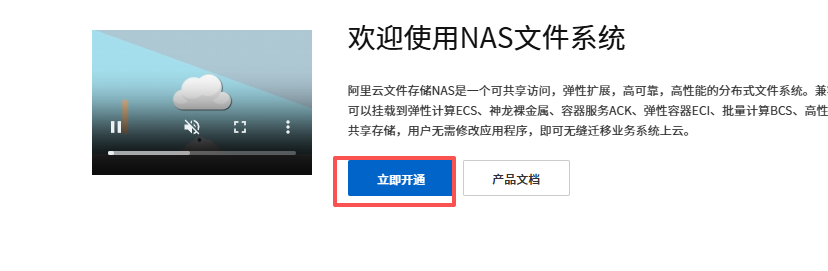 欢迎使用NAS文件系统
阿里云文件存储NAS是一个可共享访问，弹性扩展，高可靠，高性能的分布式文件系统。兼
可以挂载到弹性计算ECS、神龙裸金属、容器服务ACK、弹性容器ECI、批量计算BCS、高性
共享存储，用户无需修改应用程序，即可无缝迁移业务系统上云。
立即开通 产品文档